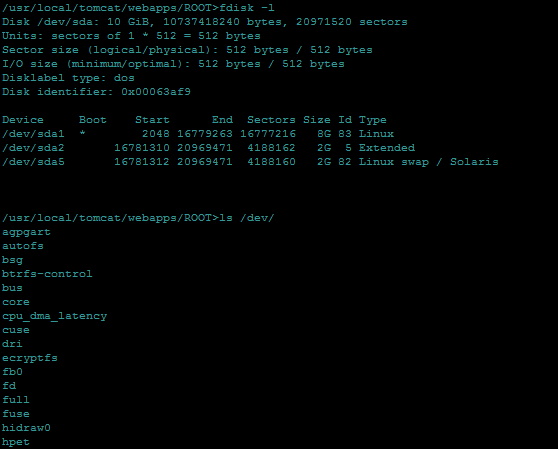 /usr/local/tomcat/webapps/ROOT>fdisk -l
Disk /dev/sda: 10 GiB, 10737418240 bytes, 20971520 sectors
Units: sectors of 1 * 512 = 512 bytes
Sector size (logical/physical): 512 bytes / 512 bytes
I/O size (minimum/optimal): 512 bytes / 512 bytes
Disklabel type: dos
Disk identifier: 0x00063af9
Device     Boot    Start      End  Sectors Size Id Type
/dev/sda1  *        2048 16779263 16777216   8G 83 Linux
/dev/sda2       16781310 20969471  4188162   2G  5 Extended
/dev/sda5       16781312 20969471  4188160   2G 82 Linux swap / Solaris
/usr/local/tomcat/webapps/ROOT>ls /dev/
agpgart
autofs
bsg
btrfs-control
bus
core
cpu_dma_latency
cuse
dri
ecryptfs
fb0
fd
full
fuse
hidraw0
hpet